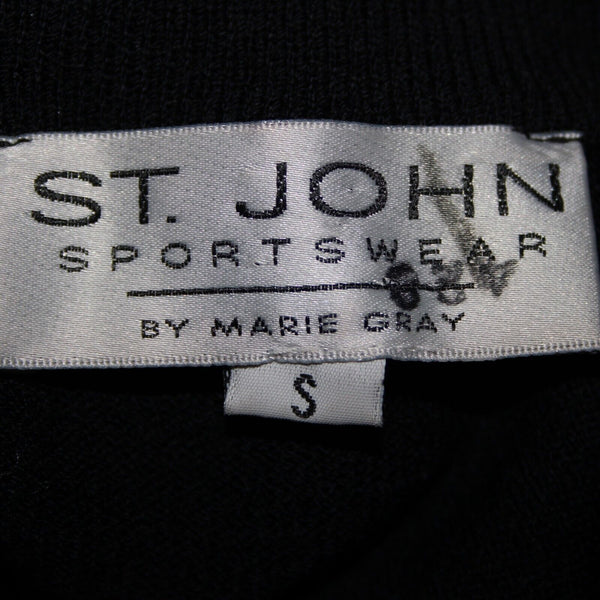 ST. JOHN
SPORTSWEAR
BY MARIE GRAY
S